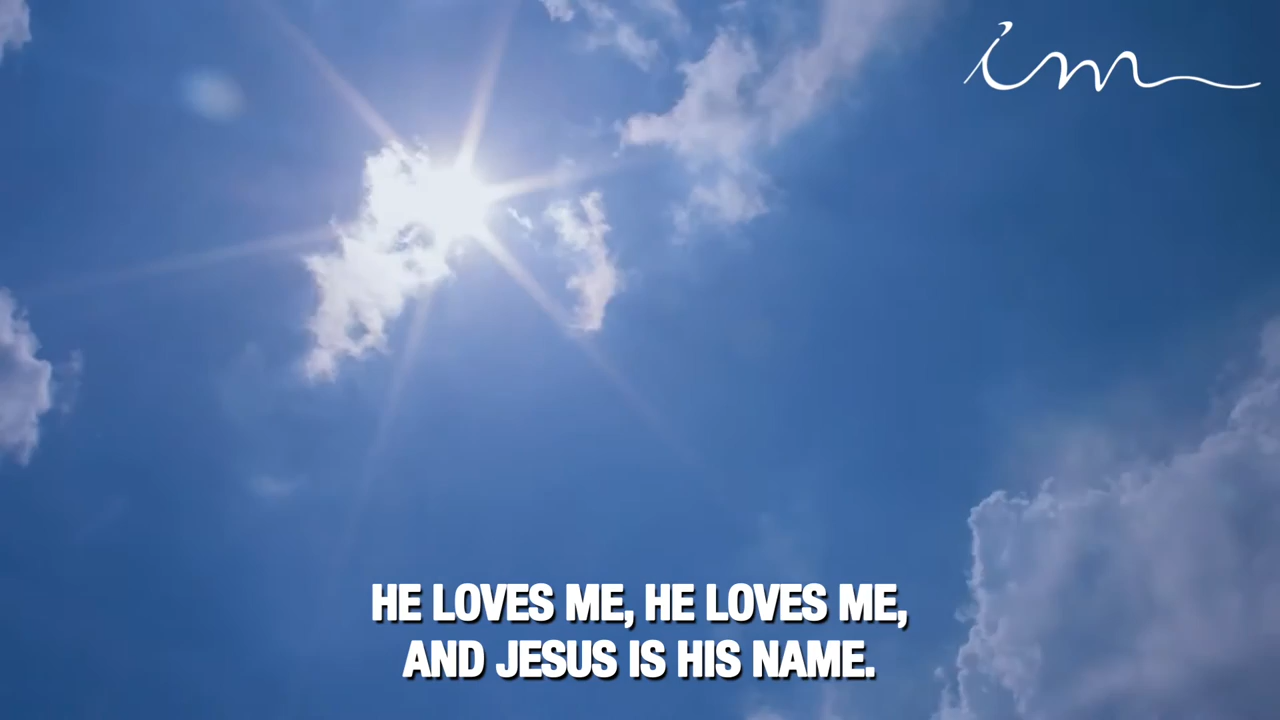 im
HE LOVES ME, HE LOVES ME,
AND JESUS IS HIS NAME.